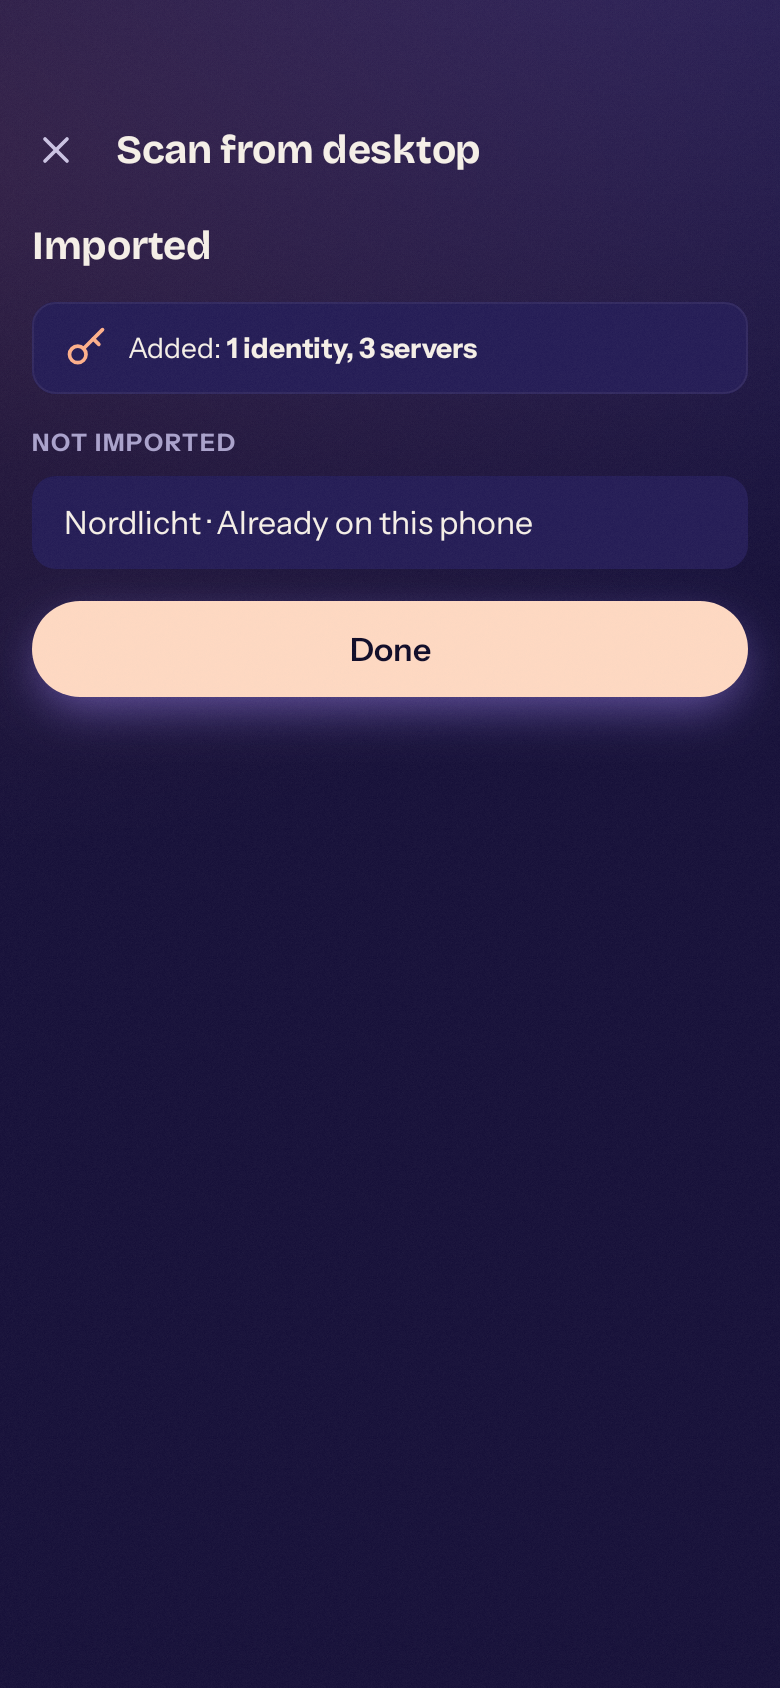 Scan from desktop
Imported
Added: 1 identity, 3 servers
NOT IMPORTED
Nordlicht · Already on this phone
Done